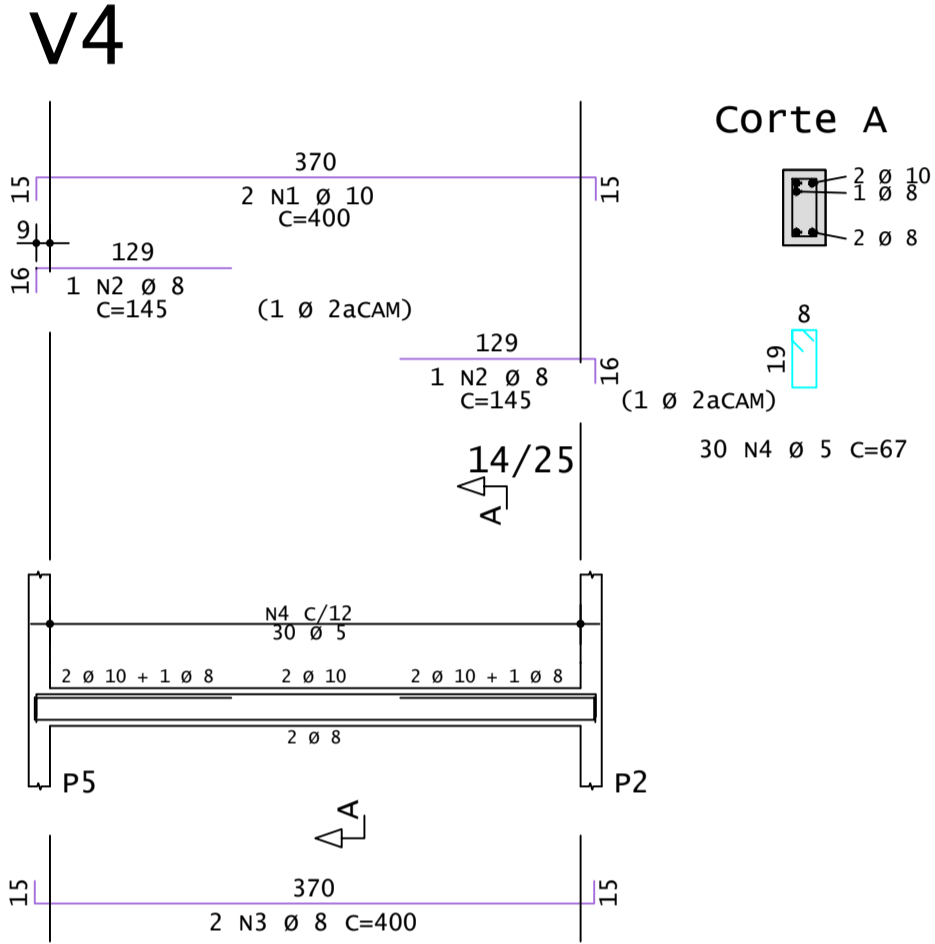 V4
Corte A
370
15
15
2 N1 Ø 10
C=400
2 Ø 10
1 Ø 8
2 Ø 8
9
129
16
1 N2 Ø 8
C=145
(1 Ø 2aCAM)
129
16
1 N2 Ø 8
C=145
(1 Ø 2aCAM)
8
19
30 N4 Ø 5 C=67
14/25
A
N4 C/12
30 Ø 5
2 Ø 10 + 1 Ø 8
2 Ø 10
2 Ø 10 + 1 Ø 8
2 Ø 8
P5
P2
A
370
15
15
2 N3 Ø 8 C=400